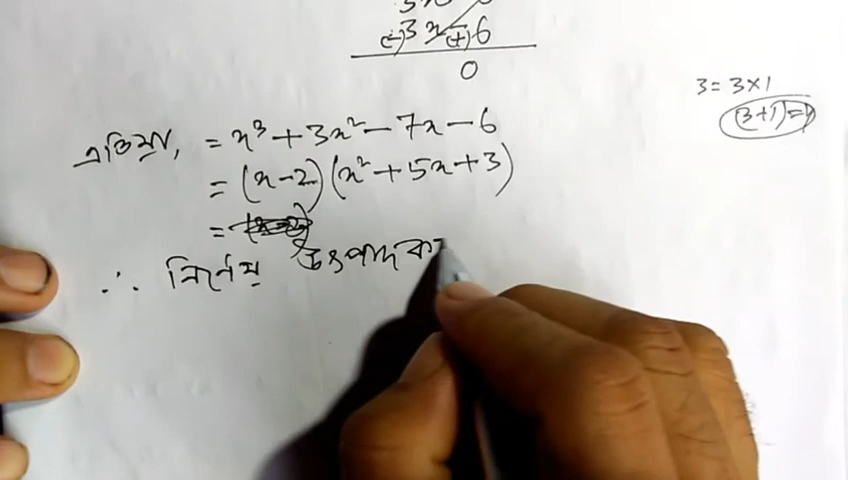 (-)3x (+)6
0
3 = 3×1
(3+1)=4
= x³ + 3x² - 7x - 6
= (x-2)(x² + 5x + 3)
=
∴ নির্ণেয় উৎপাদক